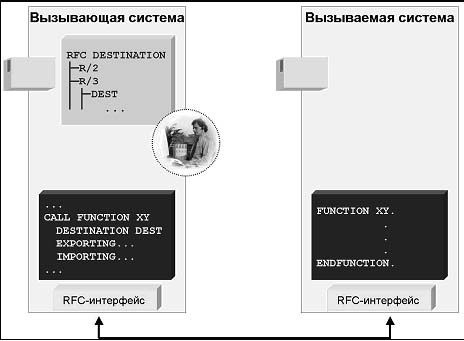 Вызывающая система
RFC DESTINATION
R/2
R/3
DEST
...
...
CALL FUNCTION XY
DESTINATION DEST
EXPORTING...
IMPORTING...
...
RFC-интерфейс
Вызываемая система
FUNCTION XY.
.
.
.
ENDFUNCTION.
RFC-интерфейс